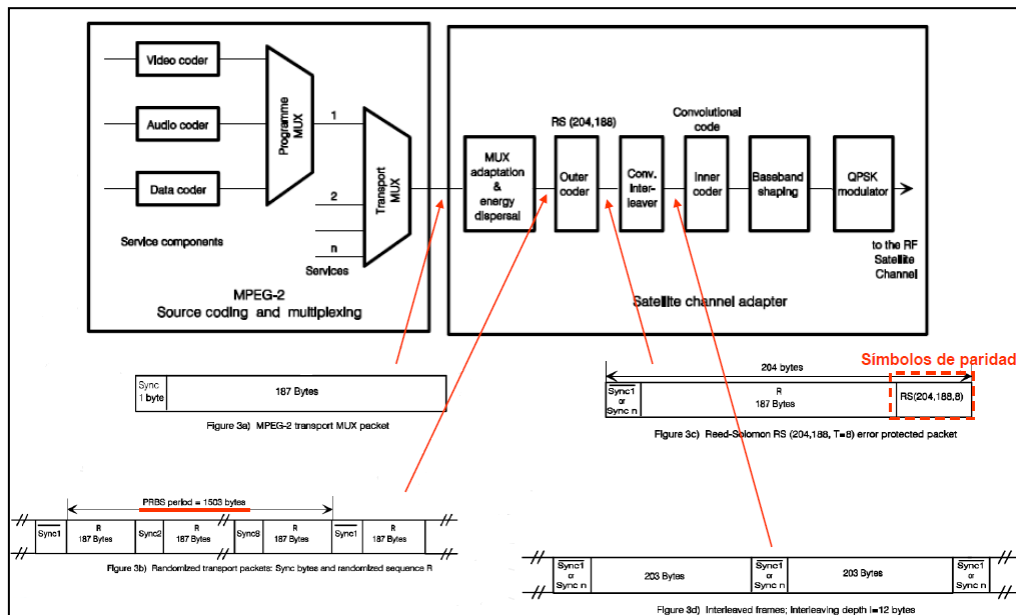 Video coder
Audio coder
Data coder
Service components
Programme MUX
1
2
n
Services
Transport MUX
MPEG-2
Source coding and multiplexing
MUX
adaptation
&
energy
dispersal
RS (204,188)
Outer
coder
Conv.
Inter-
leaver
Convolutional
code
Inner
coder
Baseband
shaping
QPSK
modulator
to the RF
Satellite
Channel
Satellite channel adapter
Sync
1 byte
187 Bytes
Figure 3a) MPEG-2 transport MUX packet
Símbolos de paridad
204 bytes
Sync1
or
Sync n
R
187 Bytes
RS(204,188,8)
Figure 3c) Reed-Solomon RS (204,188, T=8) error protected packet
PRBS period = 1503 bytes
Sync1
R
187 Bytes
Sync2
R
187 Bytes
Sync8
R
187 Bytes
Sync1
R
187 Bytes
Figure 3b) Randomized transport packets: Sync bytes and randomized sequence R
Sync1
or
Sync n
203 Bytes
Sync1
or
Sync n
203 Bytes
Sync1
or
Sync n
Figure 3d) Interleaved frames; Interleaving depth I=12 bytes